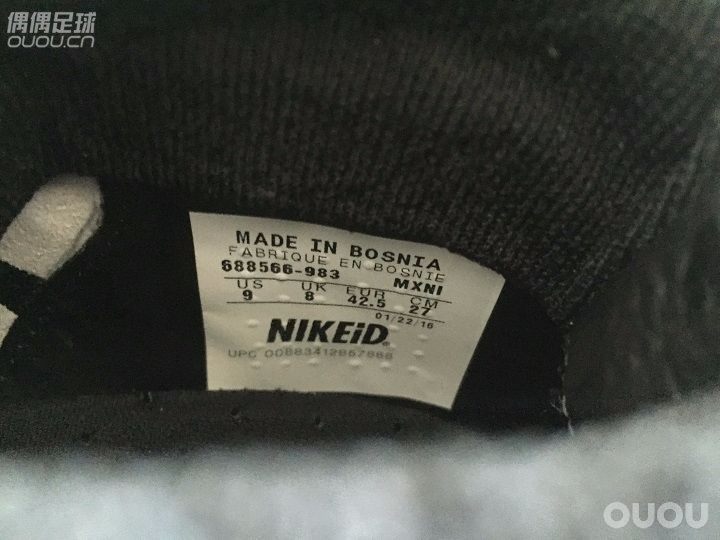 偶偶足球
OUOU.CN
MADE IN BOSNIA
FABRIQUE EN BOSNIE
688566-983 MXNI
US UK EUR CM
9 8 42.5 27
01/22/16
NIKEiD
UPC 00883412857868
OUOU